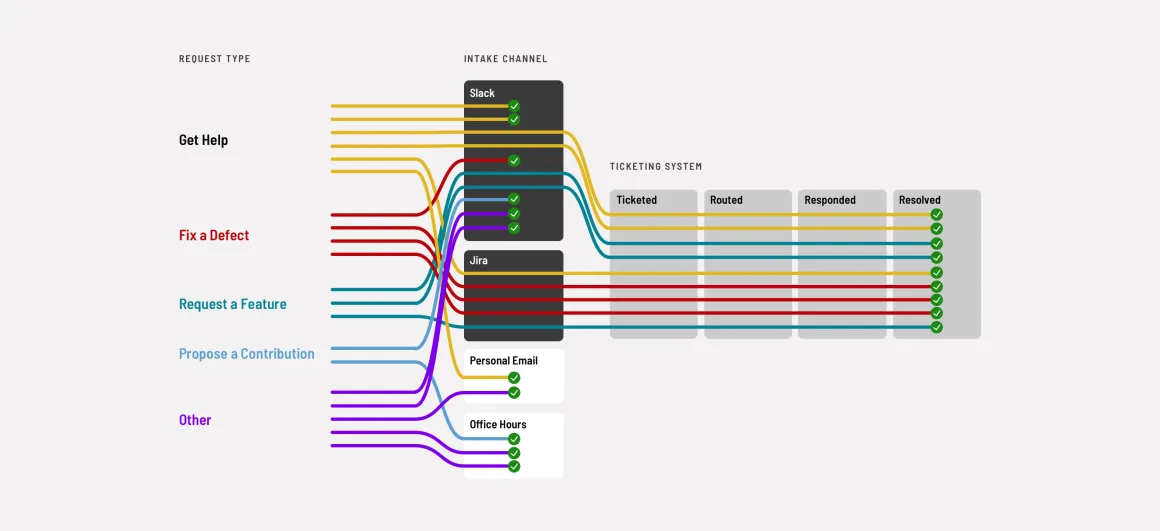 REQUEST TYPE
INTAKE CHANNEL
Slack
Get Help
TICKETING SYSTEM
Ticketed
Routed
Responded
Resolved
Fix a Defect
Jira
Request a Feature
Propose a Contribution
Personal Email
Other
Office Hours